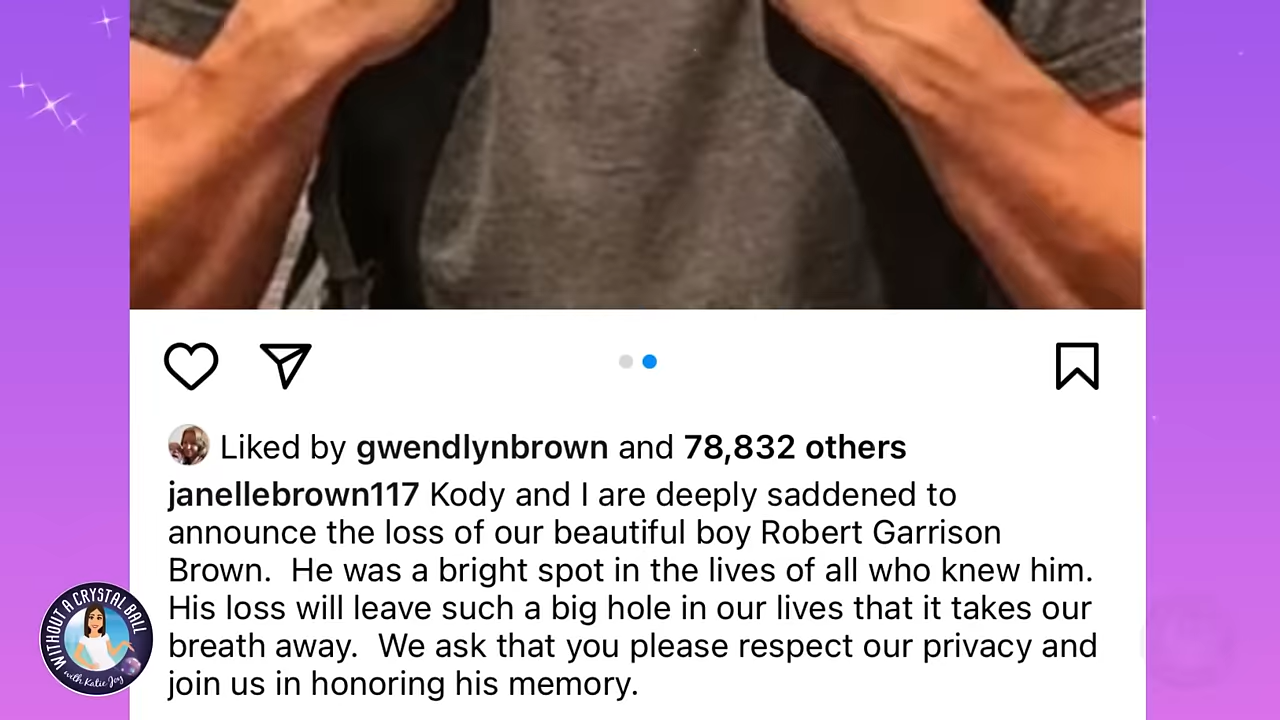 Liked by gwendlynbrown and 78,832 others
janellebrown117 Kody and I are deeply saddened to
announce the loss of our beautiful boy Robert Garrison
Brown.  He was a bright spot in the lives of all who knew him.
His loss will leave such a big hole in our lives that it takes our
breath away.  We ask that you please respect our privacy and
join us in honoring his memory.
WITHOUT A CRYSTAL BALL
with Katie Joy